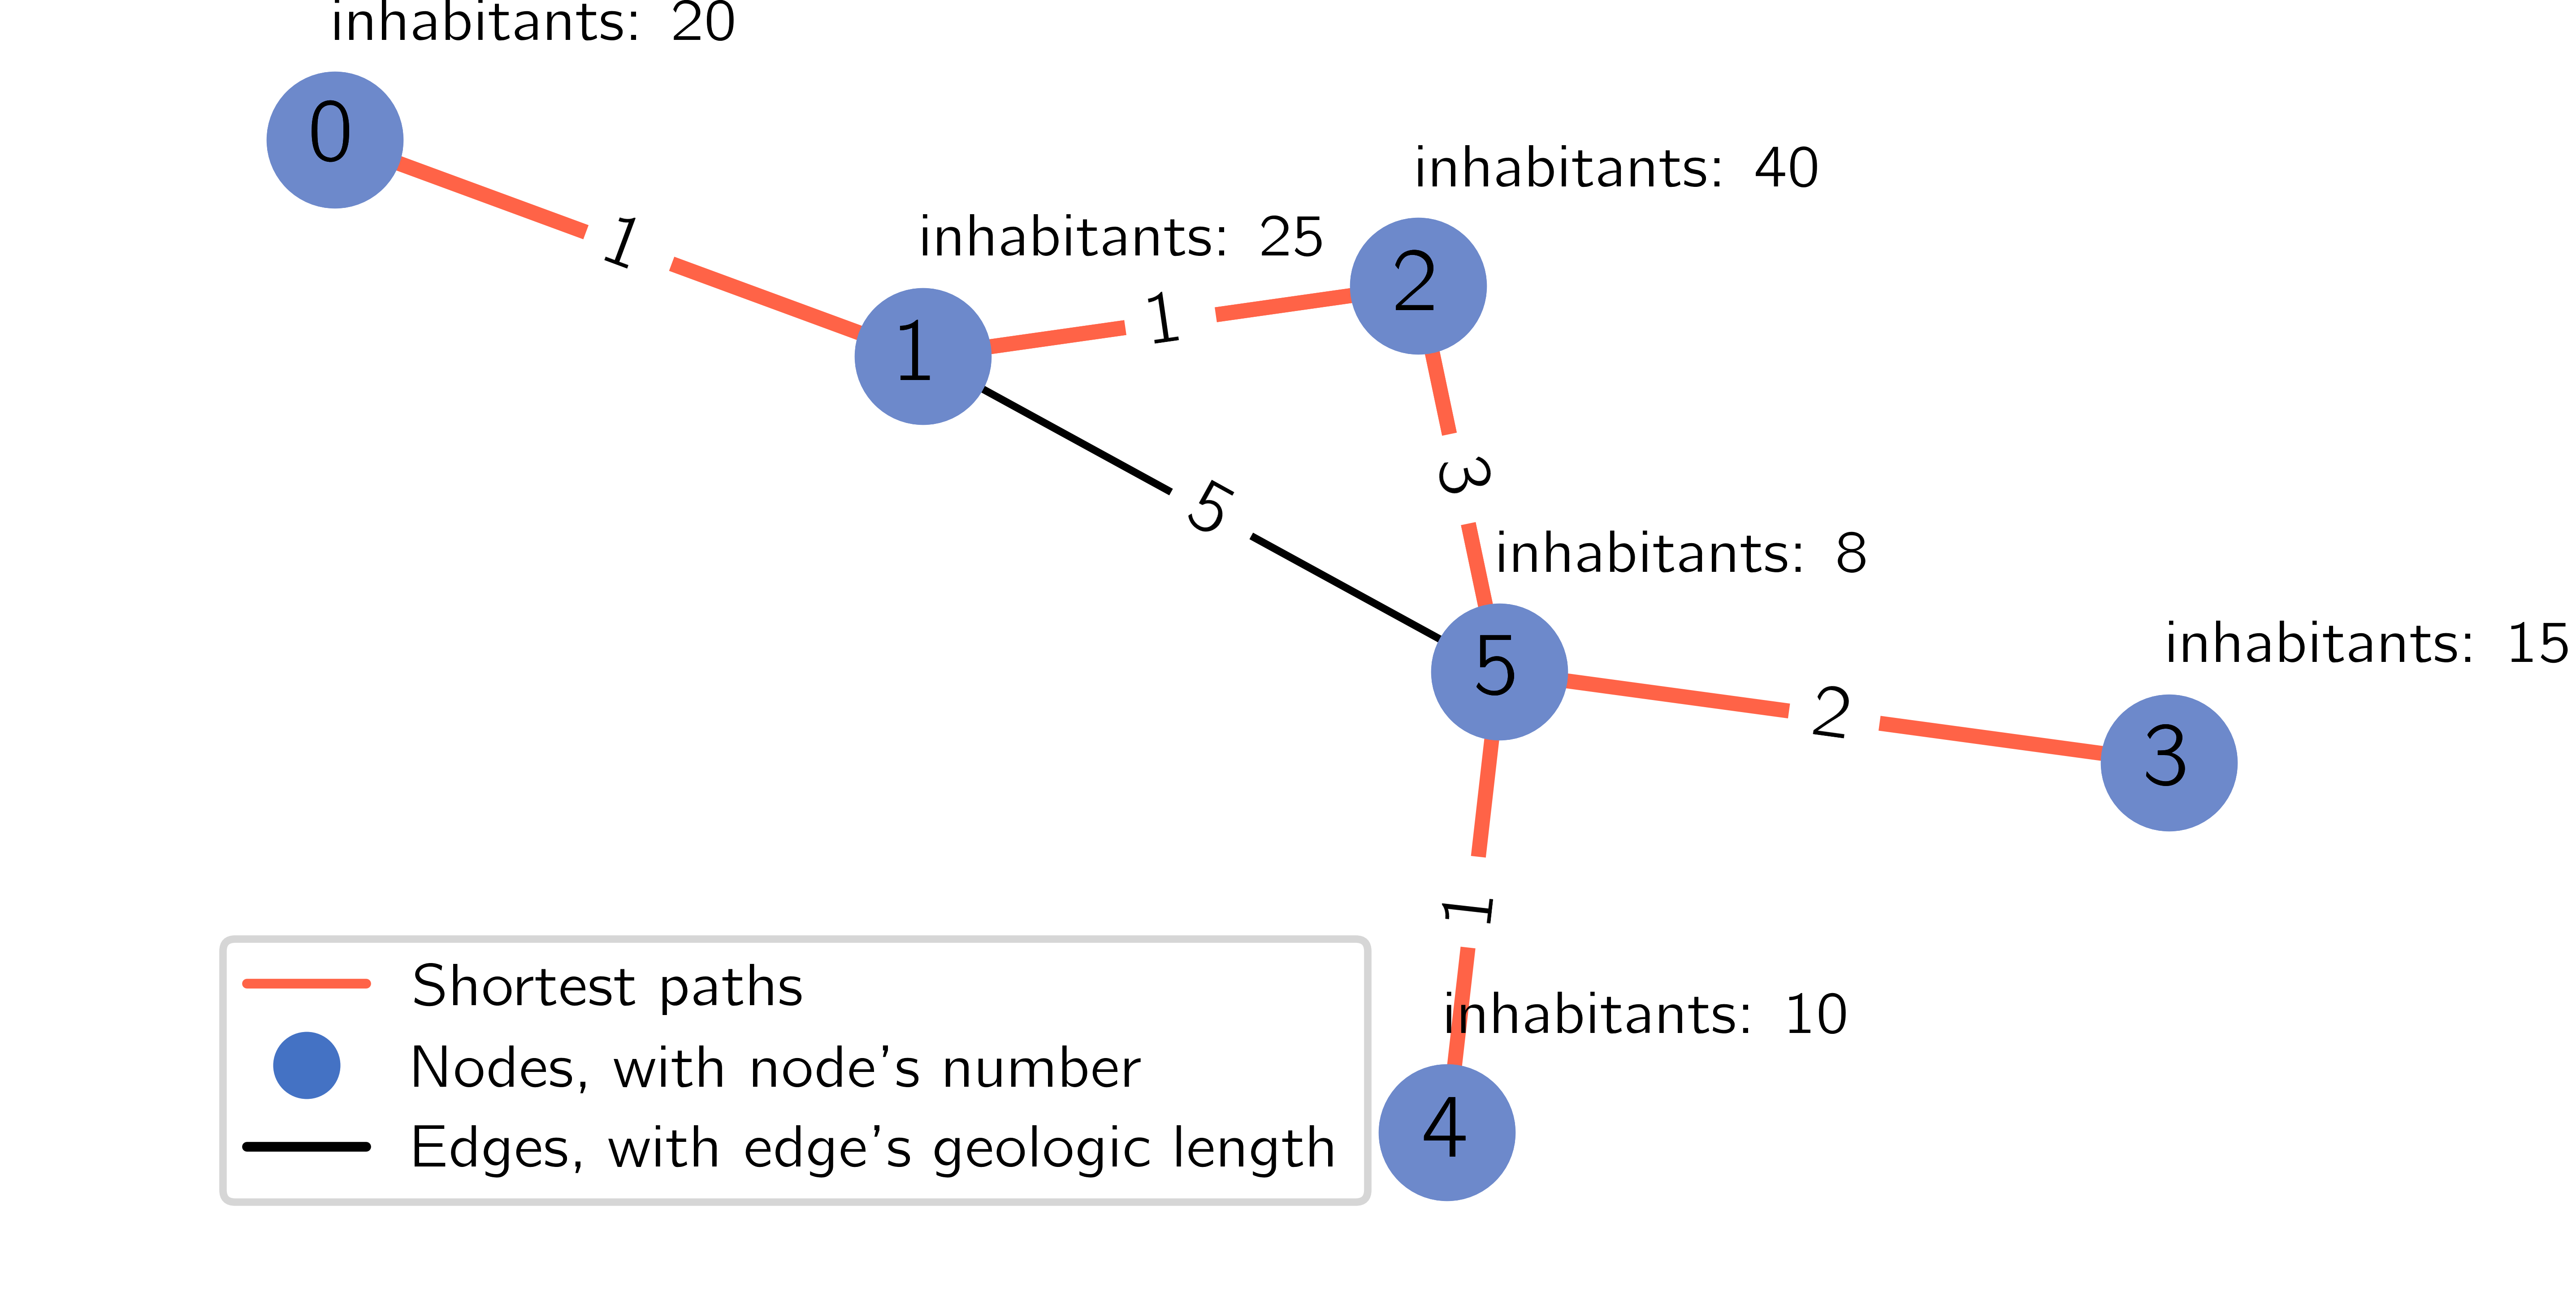 inhabitants: 20
0
inhabitants: 40
inhabitants: 25
1
1
2
1
3
5
inhabitants: 8
inhabitants: 15
5
2
3
1
Shortest paths
inhabitants: 10
Nodes, with node's number
4
Edges, with edge's geologic length